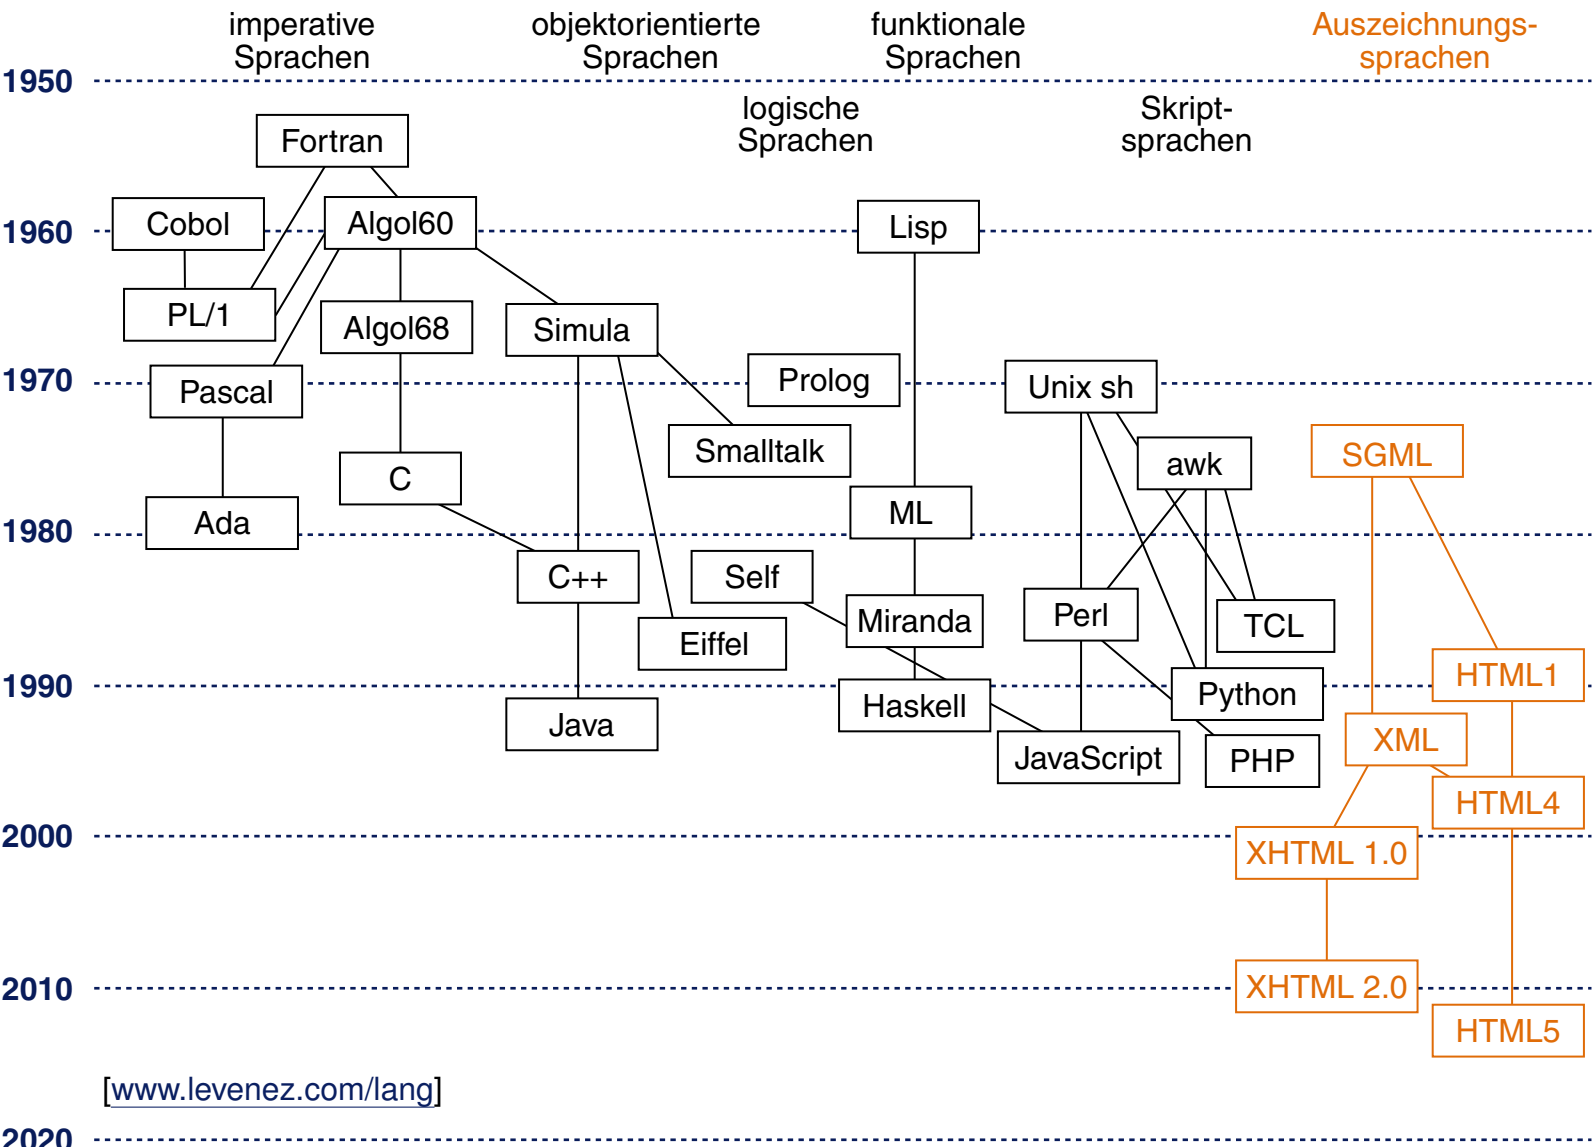 imperative
Sprachen
objektorientierte
Sprachen
funktionale
Sprachen
Auszeichnungs-
sprachen
1950
logische
Sprachen
Skript-
sprachen
Fortran
Cobol
Algol60
Lisp
1960
PL/1
Algol68
Simula
Prolog
Unix sh
1970
Pascal
Smalltalk
awk
SGML
C
Ada
ML
1980
C++
Self
Miranda
Perl
TCL
Eiffel
HTML1
1990
Haskell
Python
Java
JavaScript
PHP
XML
HTML4
2000
XHTML 1.0
2010
XHTML 2.0
HTML5
[www.levenez.com/lang]
2020